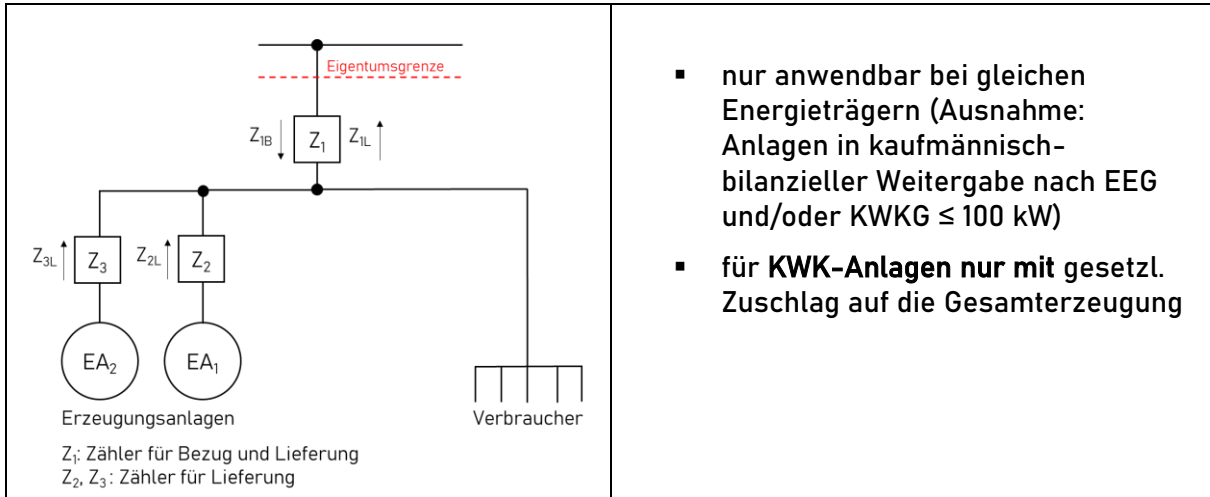 Eigentumsgrenze
Z1B
Z1
Z1L
Z3L
Z3
Z2L
Z2
EA2
EA1
Erzeugungsanlagen
Verbraucher
Z1: Zähler für Bezug und Lieferung
Z2, Z3: Zähler für Lieferung
▪ nur anwendbar bei gleichen
Energieträgern (Ausnahme:
Anlagen in kaufmännisch-
bilanzieller Weitergabe nach EEG
und/oder KWKG ≤ 100 kW)
▪ für KWK-Anlagen nur mit gesetzl.
Zuschlag auf die Gesamterzeugung